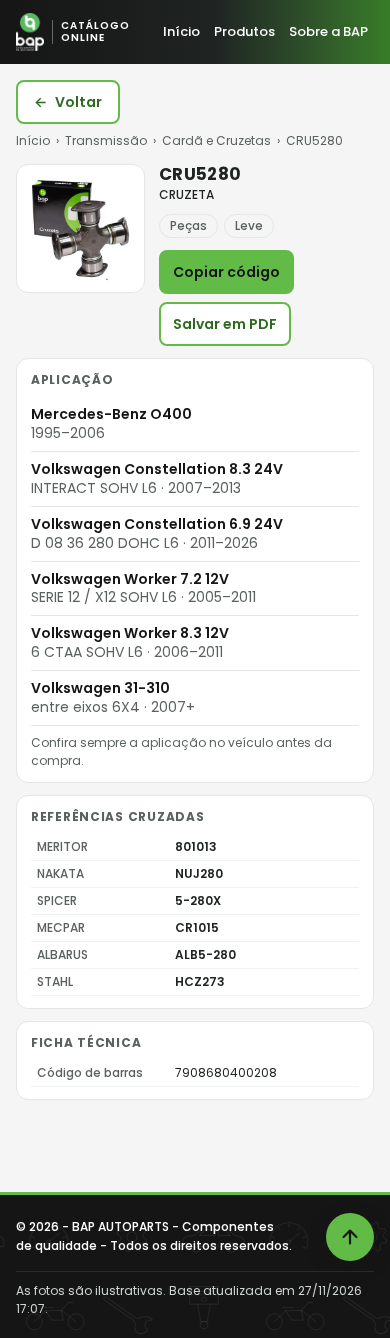 bap
CATÁLOGO
ONLINE
Início Produtos Sobre a BAP
← Voltar
Início › Transmissão › Cardã e Cruzetas › CRU5280
CRU5280
CRUZETA
Peças Leve
Copiar código
Salvar em PDF
APLICAÇÃO
Mercedes-Benz O400
1995–2006
Volkswagen Constellation 8.3 24V
INTERACT SOHV L6 · 2007–2013
Volkswagen Constellation 6.9 24V
D 08 36 280 DOHC L6 · 2011–2026
Volkswagen Worker 7.2 12V
SERIE 12 / X12 SOHV L6 · 2005–2011
Volkswagen Worker 8.3 12V
6 CTAA SOHV L6 · 2006–2011
Volkswagen 31-310
entre eixos 6X4 · 2007+
Confira sempre a aplicação no veículo antes da
compra.
REFERÊNCIAS CRUZADAS
MERITOR 801013
NAKATA NUJ280
SPICER 5-280X
MECPAR CR1015
ALBARUS ALB5-280
STAHL HCZ273
FICHA TÉCNICA
Código de barras 7908680400208
© 2026 - BAP AUTOPARTS - Componentes
de qualidade - Todos os direitos reservados.
As fotos são ilustrativas. Base atualizada em 27/11/2026
17:07.